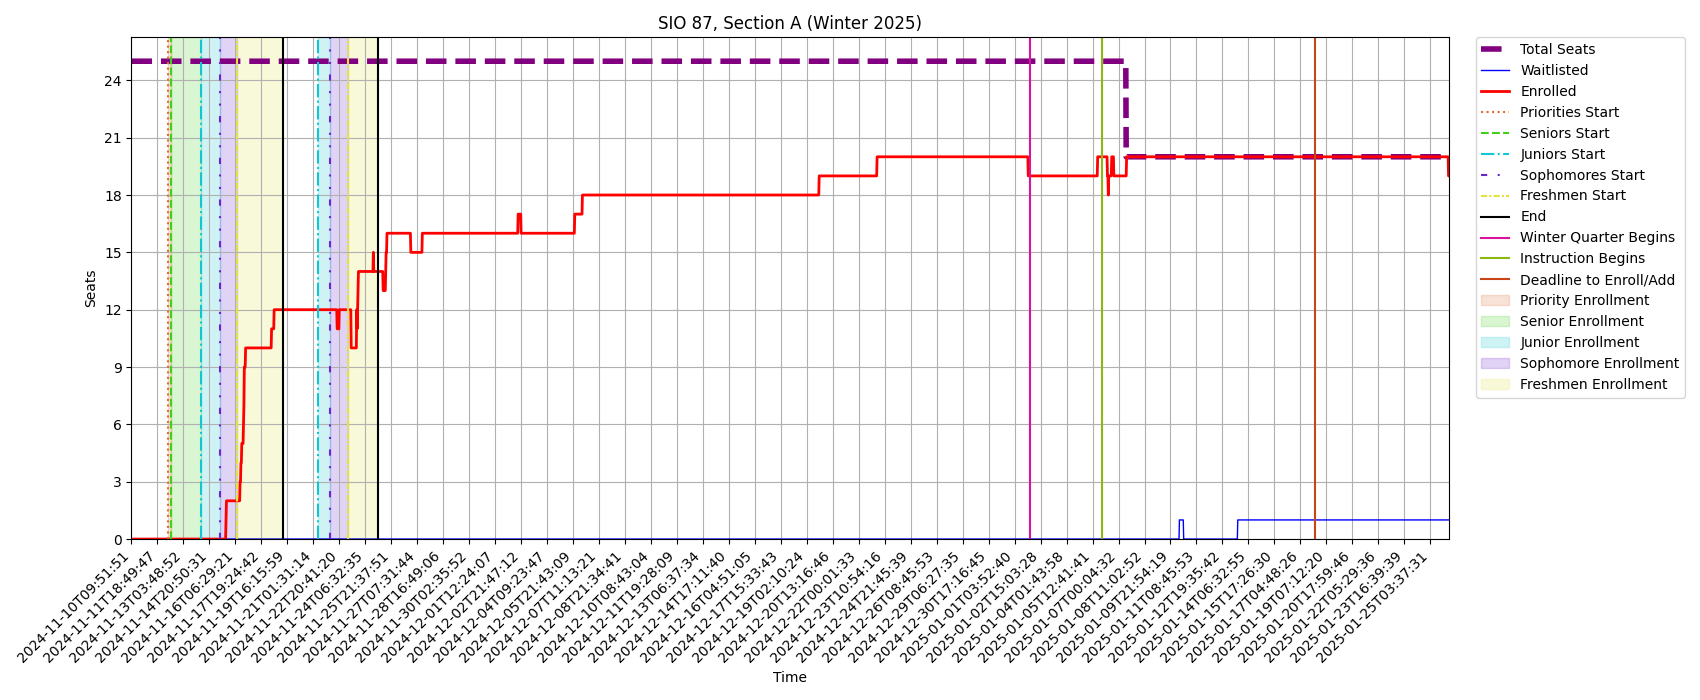 SIO 87, Section A (Winter 2025)
Seats
24
21
18
15
12
9
6
3
0
2024-11-10T09:51:51
2024-11-11T18:49:47
2024-11-13T03:48:52
2024-11-14T20:50:31
2024-11-16T06:29:21
2024-11-17T19:24:42
2024-11-19T16:15:59
2024-11-21T01:31:14
2024-11-22T20:41:20
2024-11-24T06:32:35
2024-11-25T21:37:51
2024-11-27T07:31:44
2024-11-28T16:49:06
2024-11-30T02:35:52
2024-12-01T12:24:07
2024-12-02T21:47:12
2024-12-04T09:23:47
2024-12-05T21:43:09
2024-12-07T11:13:21
2024-12-08T21:34:41
2024-12-10T08:43:04
2024-12-11T19:28:09
2024-12-13T06:37:34
2024-12-14T17:11:40
2024-12-16T04:51:05
2024-12-17T15:33:43
2024-12-19T02:10:24
2024-12-20T13:16:46
2024-12-22T00:01:33
2024-12-23T10:54:16
2024-12-24T21:45:39
2024-12-26T08:45:53
2024-12-29T06:27:35
2024-12-30T17:16:45
2025-01-01T03:52:40
2025-01-02T15:03:28
2025-01-04T01:43:58
2025-01-05T12:41:41
2025-01-07T00:04:32
2025-01-08T11:02:52
2025-01-09T21:54:19
2025-01-11T08:45:53
2025-01-12T19:35:42
2025-01-14T06:32:55
2025-01-15T17:26:30
2025-01-17T04:48:26
2025-01-19T07:12:20
2025-01-20T17:59:46
2025-01-22T05:29:36
2025-01-23T16:39:39
2025-01-25T03:37:31
Time
Total Seats
Waitlisted
Enrolled
Priorities Start
Seniors Start
Juniors Start
Sophomores Start
Freshmen Start
End
Winter Quarter Begins
Instruction Begins
Deadline to Enroll/Add
Priority Enrollment
Senior Enrollment
Junior Enrollment
Sophomore Enrollment
Freshmen Enrollment